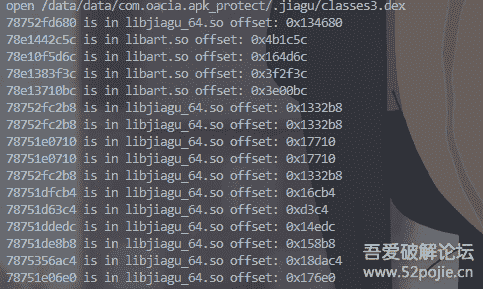 open /data/data/com.oacia.apk_protect/.jiagu/classes3.dex
78752fd680 is in libjiagu_64.so offset: 0x134680
78e1442c5c is in libart.so offset: 0x4b1c5c
78e10f5d6c is in libart.so offset: 0x164d6c
78e1383f3c is in libart.so offset: 0x3f2f3c
78e13710bc is in libart.so offset: 0x3e00bc
78752fc2b8 is in libjiagu_64.so offset: 0x1332b8
78752fc2b8 is in libjiagu_64.so offset: 0x1332b8
78751e0710 is in libjiagu_64.so offset: 0x17710
78751e0710 is in libjiagu_64.so offset: 0x17710
78752fc2b8 is in libjiagu_64.so offset: 0x1332b8
78751dfcb4 is in libjiagu_64.so offset: 0x16cb4
78751d63c4 is in libjiagu_64.so offset: 0xd3c4
78751ddedc is in libjiagu_64.so offset: 0x14edc
78751de8b8 is in libjiagu_64.so offset: 0x158b8
7875356ac4 is in libjiagu_64.so offset: 0x18dac4
78751e06e0 is in libjiagu_64.so offset: 0x176e0
吾爱破解论坛
www.52pojie.cn